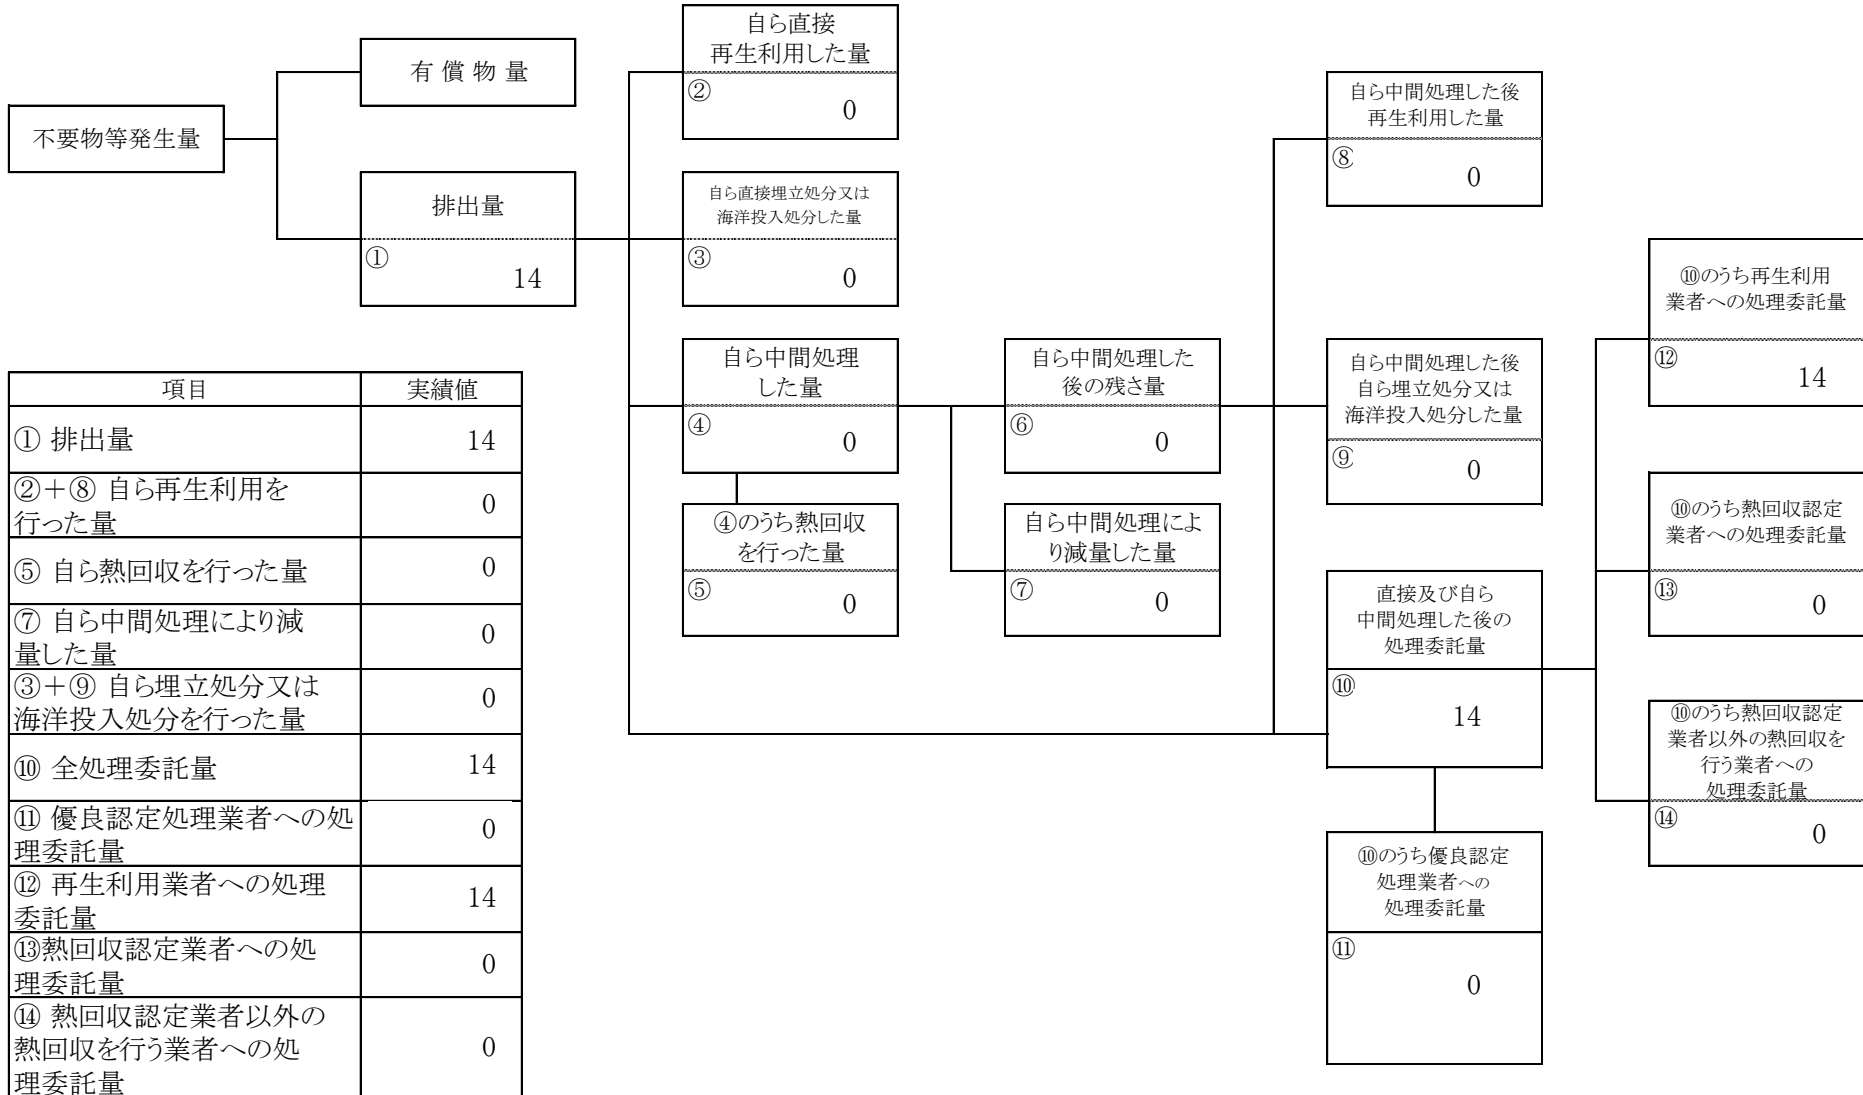 不要物等発生量
有 償 物 量
排出量
①
14
自ら直接
再生利用した量
②
0
自ら直接埋立処分又は
海洋投入処分した量
③
0
自ら中間処理
した量
④
0
④のうち熱回収
を行った量
⑤
0
自ら中間処理した
後の残さ量
⑥
0
自ら中間処理によ
り減量した量
⑦
0
自ら中間処理した後
再生利用した量
⑧
0
自ら中間処理した後
自ら埋立処分又は
海洋投入処分した量
⑨
0
直接及び自ら
中間処理した後の
処理委託量
⑩
14
⑩のうち優良認定
処理業者への
処理委託量
⑪
0
⑩のうち再生利用
業者への処理委託量
⑫
14
⑩のうち熱回収認定
業者への処理委託量
⑬
0
⑩のうち熱回収認定
業者以外の熱回収を
行う業者への
処理委託量
⑭
0
項目 実績値
① 排出量 14
②＋⑧ 自ら再生利用を
行った量 0
⑤ 自ら熱回収を行った量 0
⑦ 自ら中間処理により減
量した量 0
③＋⑨ 自ら埋立処分又は
海洋投入処分を行った量 0
⑩ 全処理委託量 14
⑪ 優良認定処理業者への処
理委託量 0
⑫ 再生利用業者への処理
委託量 14
⑬熱回収認定業者への処
理委託量 0
⑭ 熱回収認定業者以外の
熱回収を行う業者への処 0
理委託量